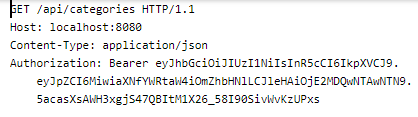 GET /api/categories HTTP/1.1
Host: localhost:8080
Content-Type: application/json
Authorization: Bearer eyJhbGciOiJIUzI1NiIsInR5cCI6IkpXVCJ9.
eyJpZCI6MiwiaXNfYWRtaW4iOmZhbHNlLCJleHAiOjE2MDQwNTAwNTN9.
5acasXsAWH3xgjS47QBItM1X26_58I90SivWvKzUPxs